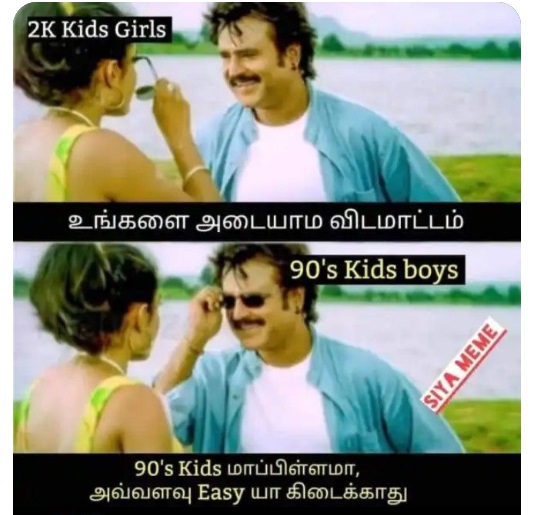 2K Kids Girls
உங்களை அடையாம விடமாட்டம்
90's Kids boys
SIYA MEME
90's Kids மாப்பிள்ளமா,
அவ்வளவு Easy யா கிடைக்காது